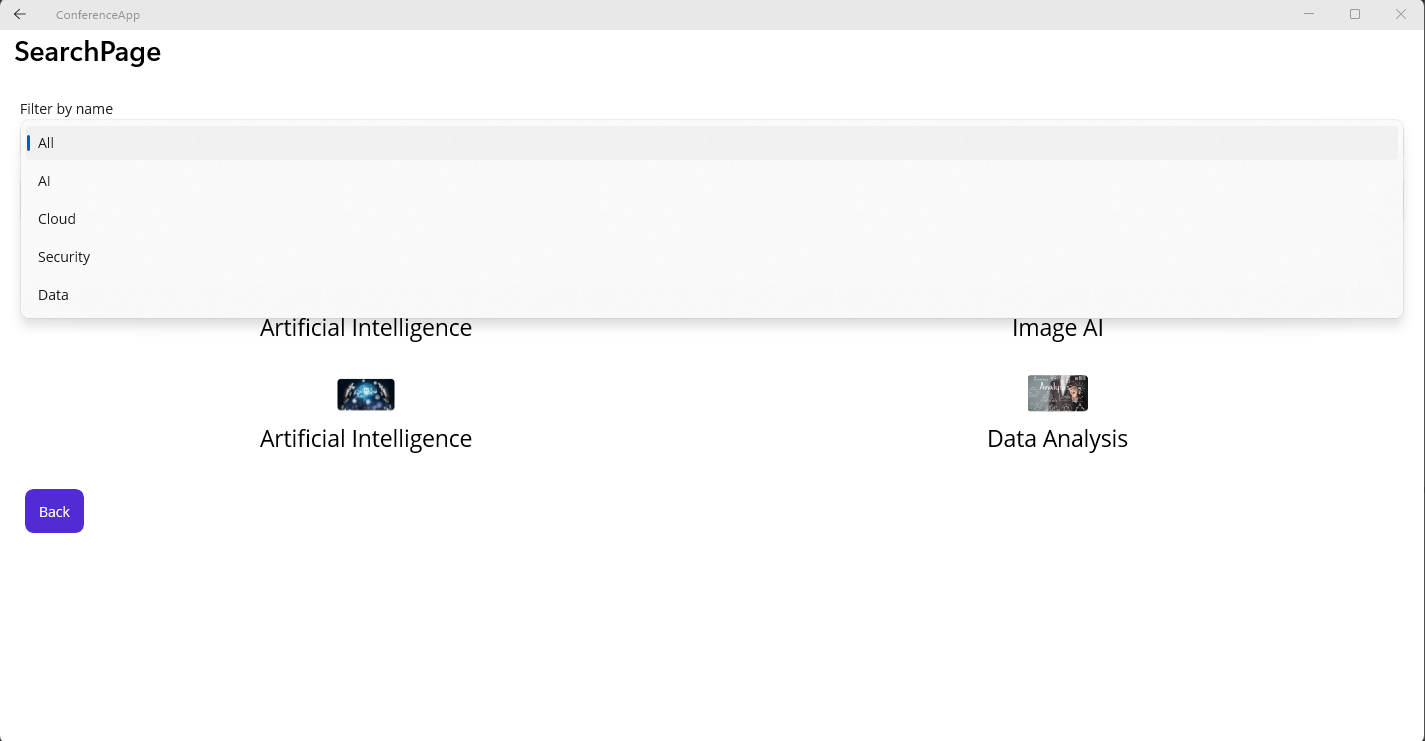 ConferenceApp
SearchPage
Filter by name
All
AI
Cloud
Security
Data
Artificial Intelligence
Image AI
Analysis
Artificial Intelligence
Data Analysis
Back